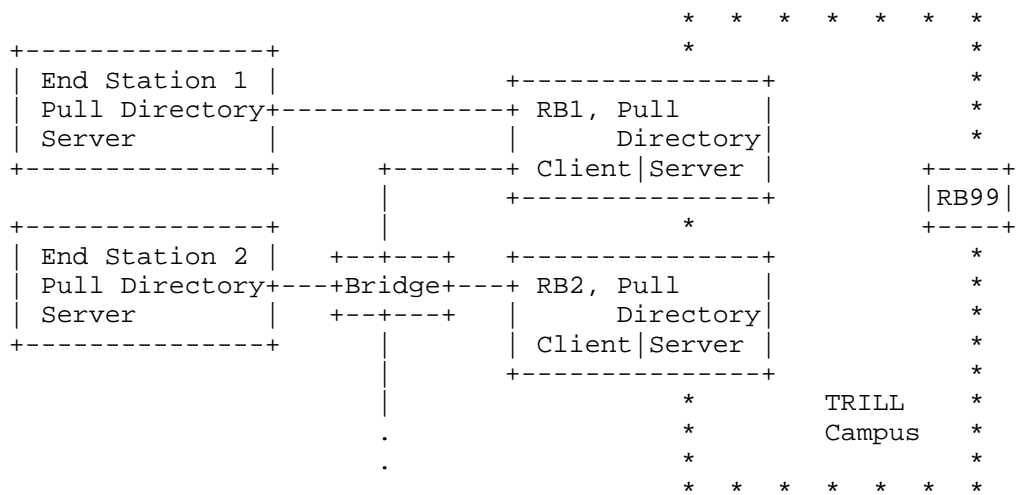 End Station 1
Pull Directory
Server
RB1, Pull
Directory
Client|Server
RB99
End Station 2
Pull Directory
Server
Bridge
RB2, Pull
Directory
Client|Server
TRILL
Campus